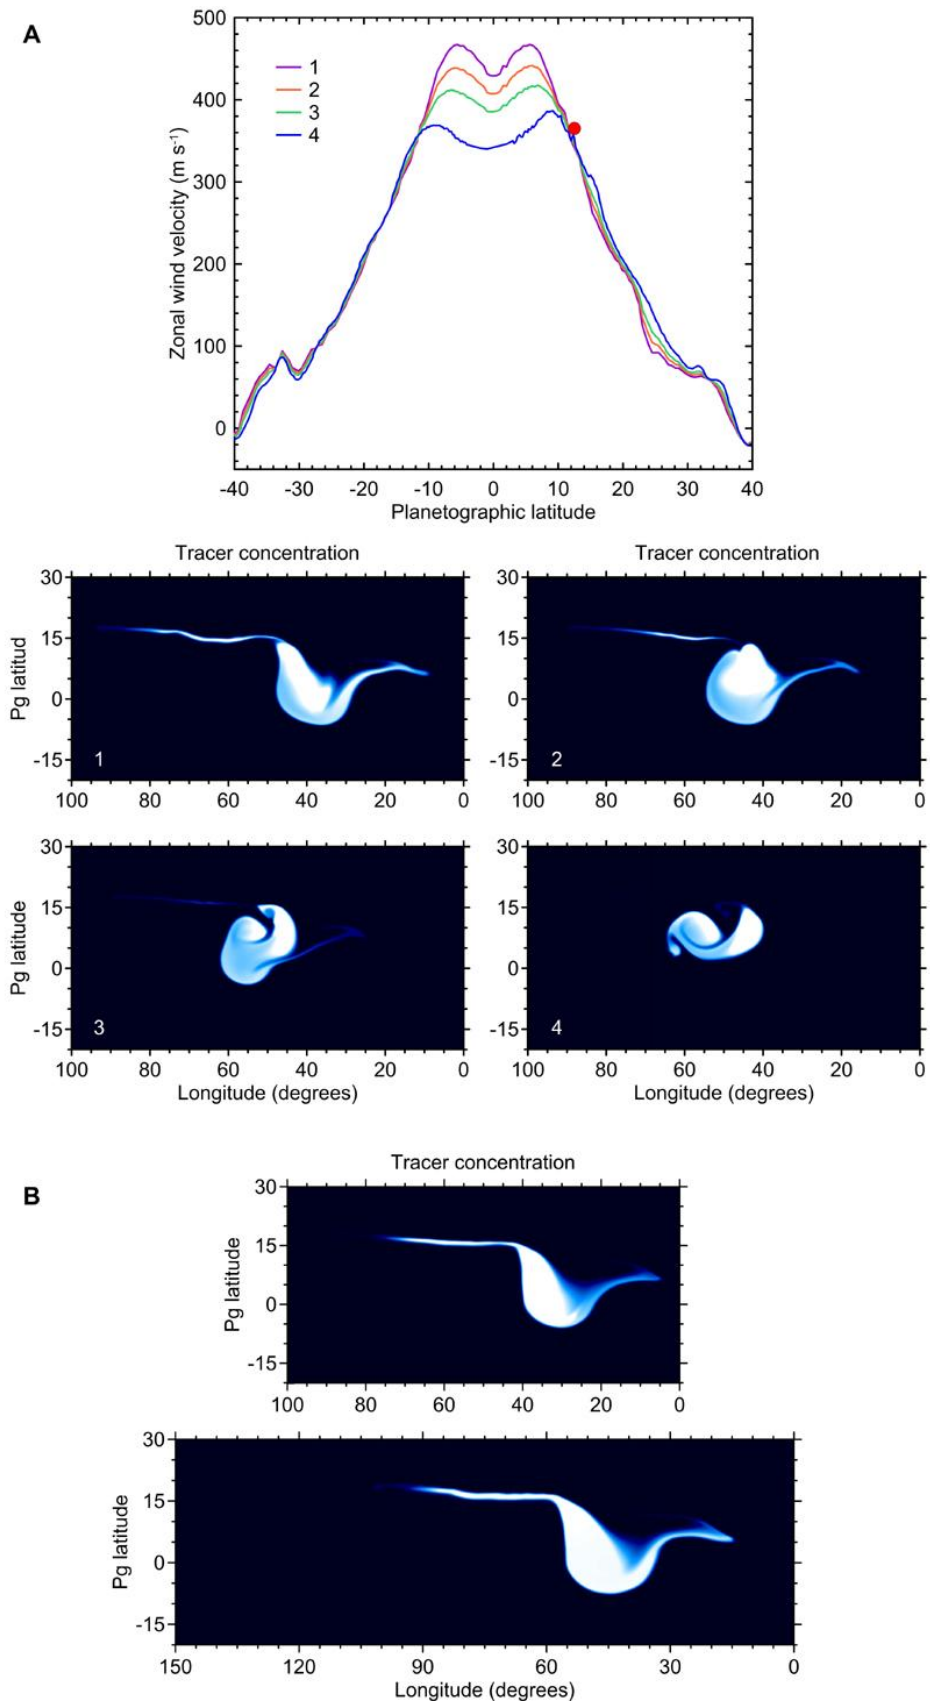 A
500
400
300
200
100
0
Zonal wind velocity (m s⁻¹)
1
2
3
4
-40 -30 -20 -10 0 10 20 30 40
Planetographic latitude
Tracer concentration
Tracer concentration
30
15
0
-15
Pg latitud
1
100 80 60 40 20 0
30
15
0
-15
2
100 80 60 40 20 0
30
15
0
-15
Pg latitude
3
100 80 60 40 20 0
Longitude (degrees)
30
15
0
-15
4
100 80 60 40 20 0
Longitude (degrees)
B
Tracer concentration
30
15
0
-15
Pg latitude
100 80 60 40 20 0
30
15
0
-15
Pg latitude
150 120 90 60 30 0
Longitude (degrees)